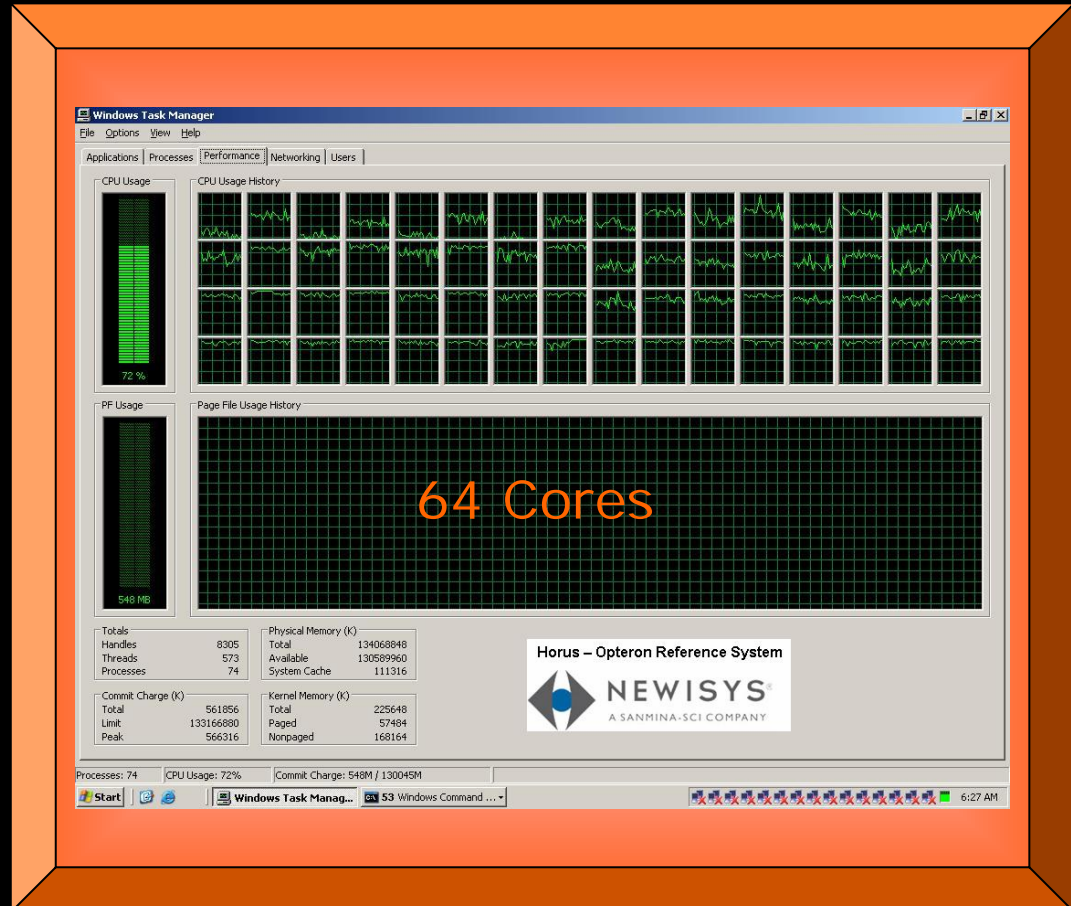 Windows Task Manager
File Options View Help
Applications Processes Performance Networking Users
CPU Usage CPU Usage History
72 %
PF Usage Page File Usage History
64 Cores
548 MB
Totals
Handles 8305
Threads 573
Processes 74
Physical Memory (K)
Total 134068848
Available 130589960
System Cache 111316
Commit Charge (K)
Total 561856
Limit 133166880
Peak 566316
Kernel Memory (K)
Total 225648
Paged 57484
Nonpaged 168164
Horus – Opteron Reference System
NEWISYS®
A SANMINA-SCI COMPANY
Processes: 74 CPU Usage: 72% Commit Charge: 548M / 130045M
Start Windows Task Manag... 53 Windows Command ... 6:27 AM